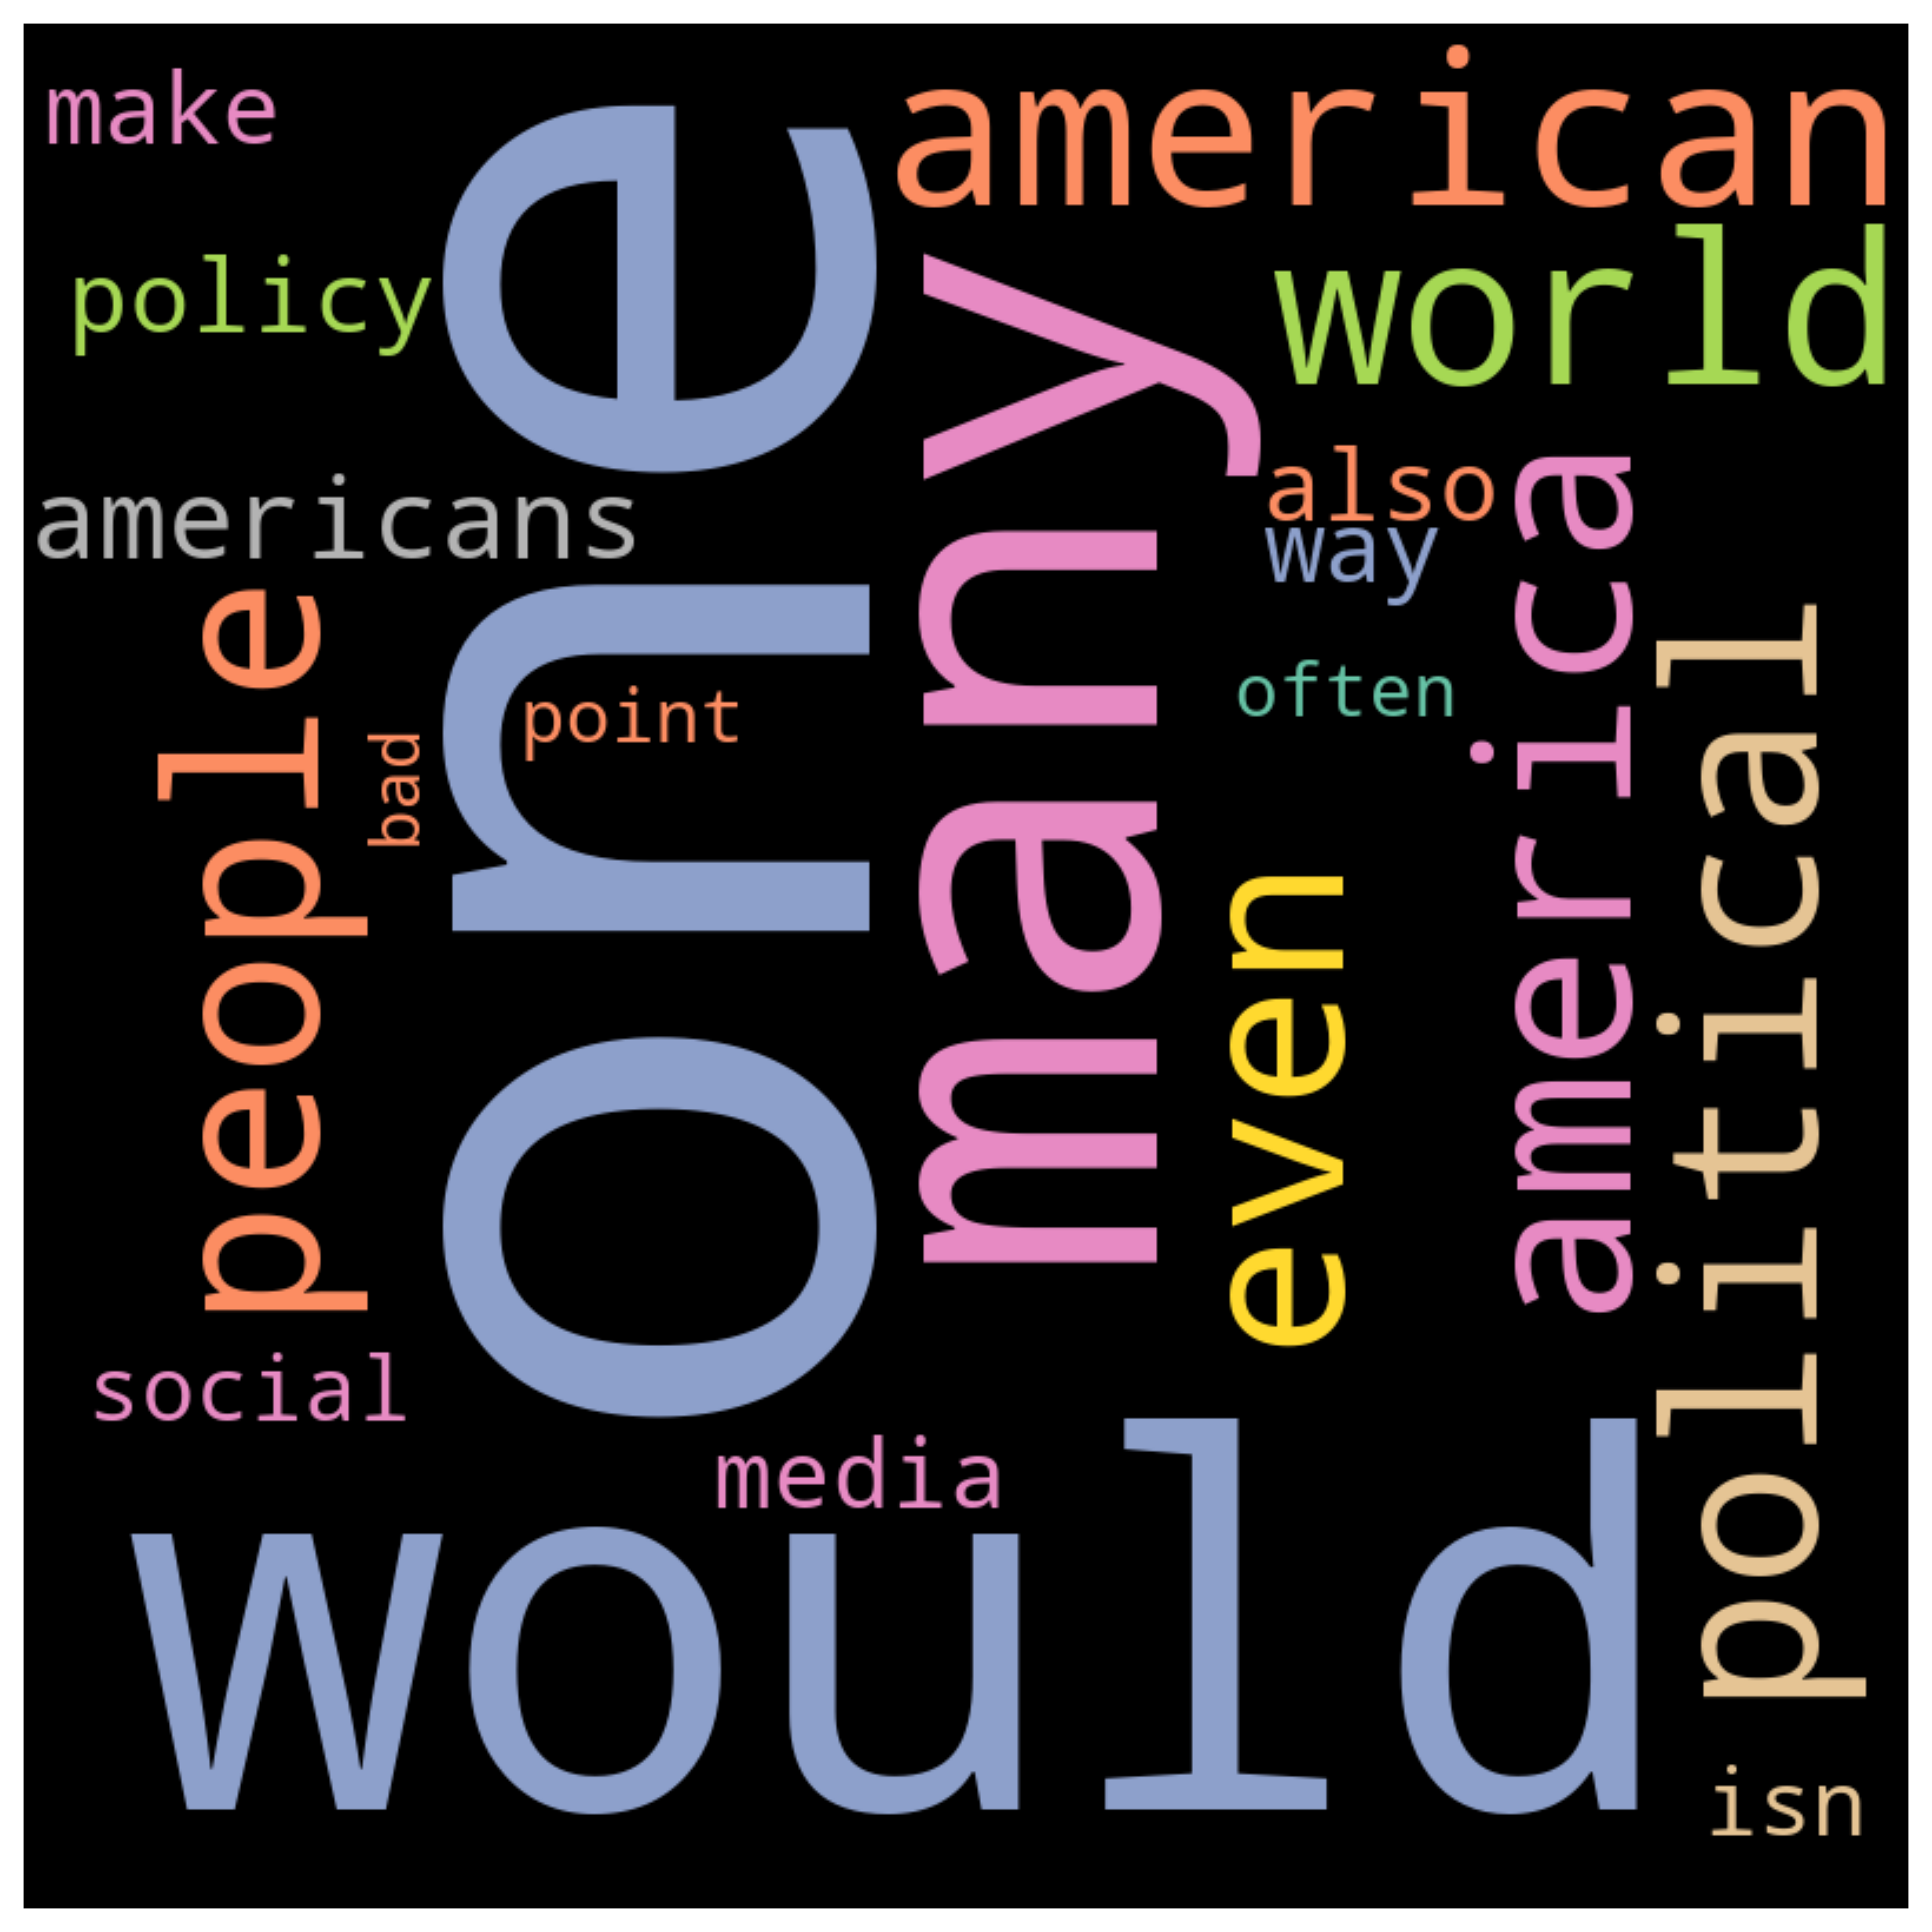 make
american
policy
one
many
world
americans
also
way
america
people
bad
point
often
political
even
social
media
would
isn